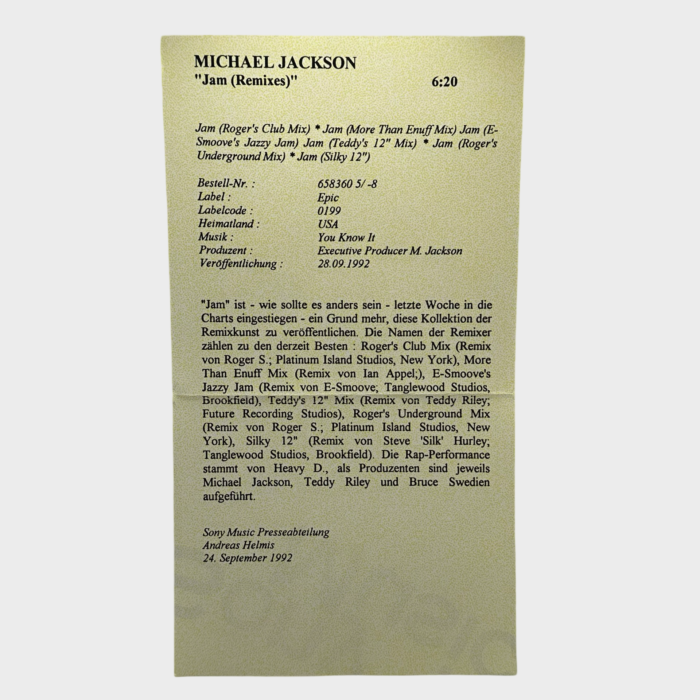 MICHAEL JACKSON
"Jam (Remixes)" 6:20
Jam (Roger's Club Mix) * Jam (More Than Enuff Mix) Jam (E-
Smoove's Jazzy Jam) Jam (Teddy's 12" Mix) * Jam (Roger's
Underground Mix) * Jam (Silky 12")
Bestell-Nr. : 658360 5/ -8
Label : Epic
Labelcode : 0199
Heimatland : USA
Musik : You Know It
Produzent : Executive Producer M. Jackson
Veröffentlichung : 28.09.1992
"Jam" ist - wie sollte es anders sein - letzte Woche in die
Charts eingestiegen - ein Grund mehr, diese Kollektion der
Remixkunst zu veröffentlichen. Die Namen der Remixer
zählen zu den derzeit Besten : Roger's Club Mix (Remix
von Roger S.; Platinum Island Studios, New York), More
Than Enuff Mix (Remix von Ian Appel;), E-Smoove's
Jazzy Jam (Remix von E-Smoove; Tanglewood Studios,
Brookfield), Teddy's 12" Mix (Remix von Teddy Riley;
Future Recording Studios), Roger's Underground Mix
(Remix von Roger S.; Platinum Island Studios, New
York), Silky 12" (Remix von Steve 'Silk' Hurley;
Tanglewood Studios, Brookfield). Die Rap-Performance
stammt von Heavy D., als Produzenten sind jeweils
Michael Jackson, Teddy Riley und Bruce Swedien
aufgeführt.
Sony Music Presseabteilung
Andreas Helmis
24. September 1992